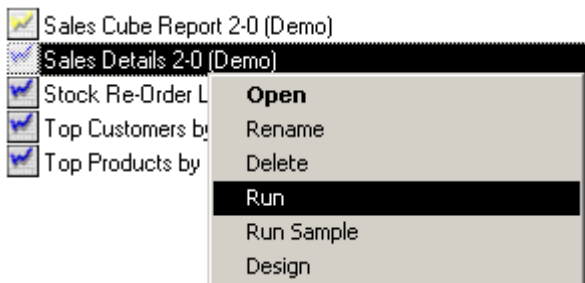 Sales Cube Report 2-0 (Demo)
Sales Details 2-0 (Demo)
Stock Re-Order L
Top Customers by
Top Products by
Open
Rename
Delete
Run
Run Sample
Design